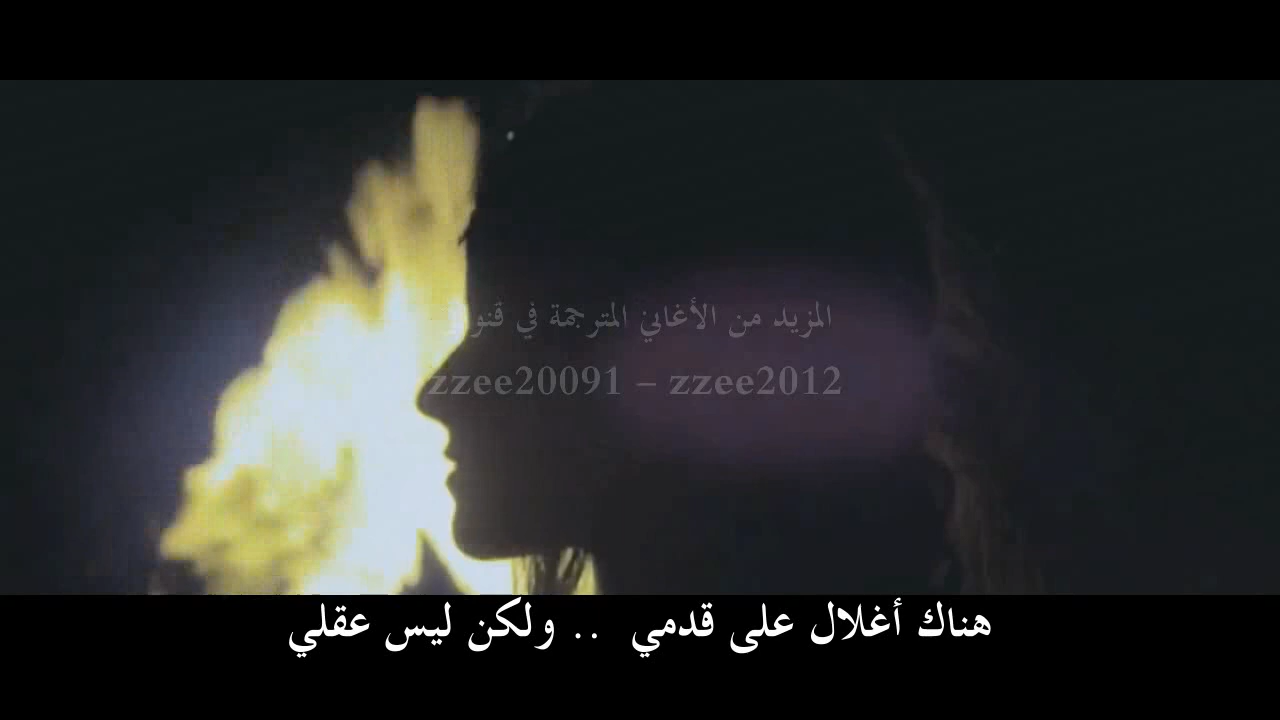 المزيد من الأغاني المترجمة في
zzee20091 – zzee2012
هناك أغلال على قدمي .. ولكن ليس عقلي